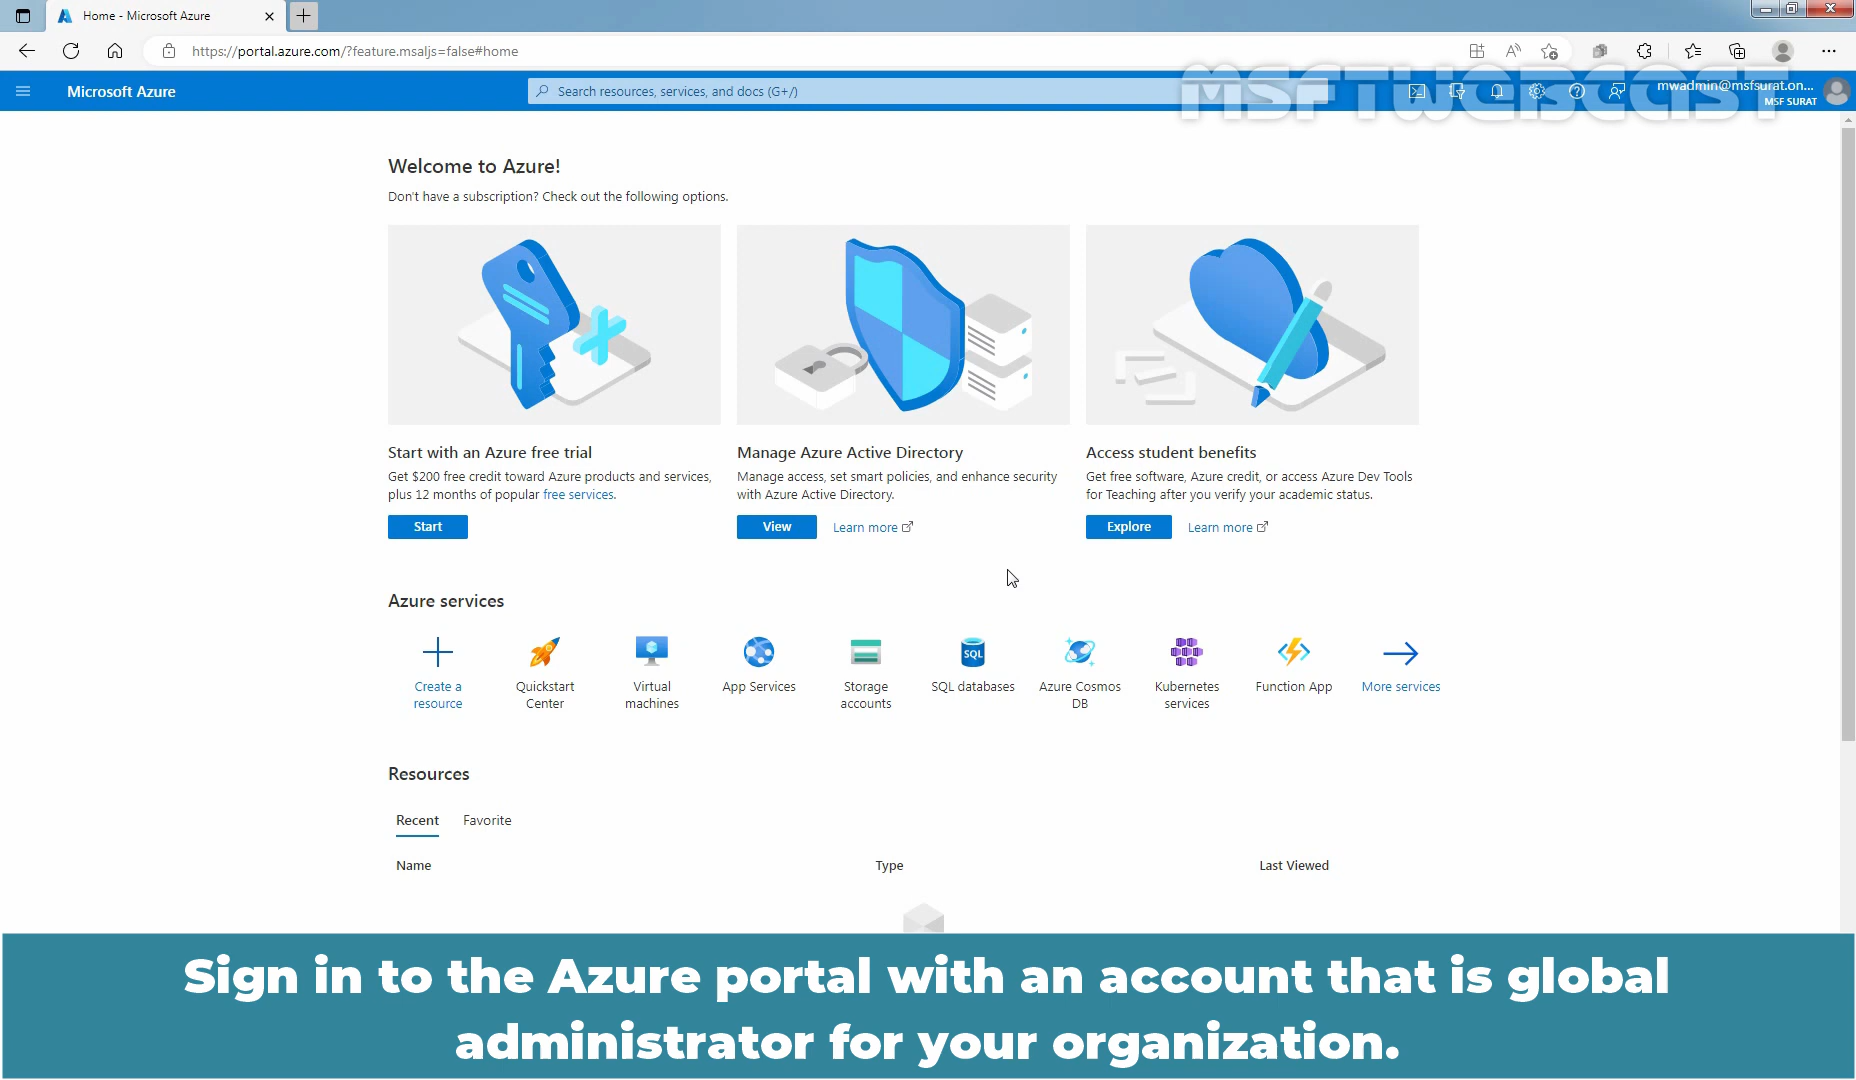 Home - Microsoft Azure
https://portal.azure.com/?feature.msaljs=false#home
MSFTWEBCAST
Microsoft Azure
Search resources, services, and docs (G+/)
mwadmin@msfsurat.on...
MSF SURAT
Welcome to Azure!
Don't have a subscription? Check out the following options.
Start with an Azure free trial
Get $200 free credit toward Azure products and services,
plus 12 months of popular free services.
Start
Manage Azure Active Directory
Manage access, set smart policies, and enhance security
with Azure Active Directory.
View
Learn more
Access student benefits
Get free software, Azure credit, or access Azure Dev Tools
for Teaching after you verify your academic status.
Explore
Learn more
Azure services
Create a
resource
Quickstart
Center
Virtual
machines
App Services
Storage
accounts
SQL
SQL databases
Azure Cosmos
DB
Kubernetes
services
Function App
More services
Resources
Recent
Favorite
Name
Type
Last Viewed
Sign in to the Azure portal with an account that is global
administrator for your organization.